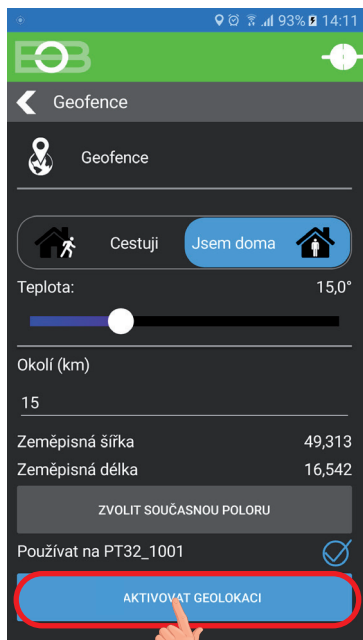 93% 14:11
EOB
Geofence
Geofence
Cestuji Jsem doma
Teplota: 15,0°
Okolí (km)
15
Zeměpisná šířka 49,313
Zeměpisná délka 16,542
ZVOLIT SOUČASNOU POLORU
Používat na PT32_1001
AKTIVOVAT GEOLOKACI